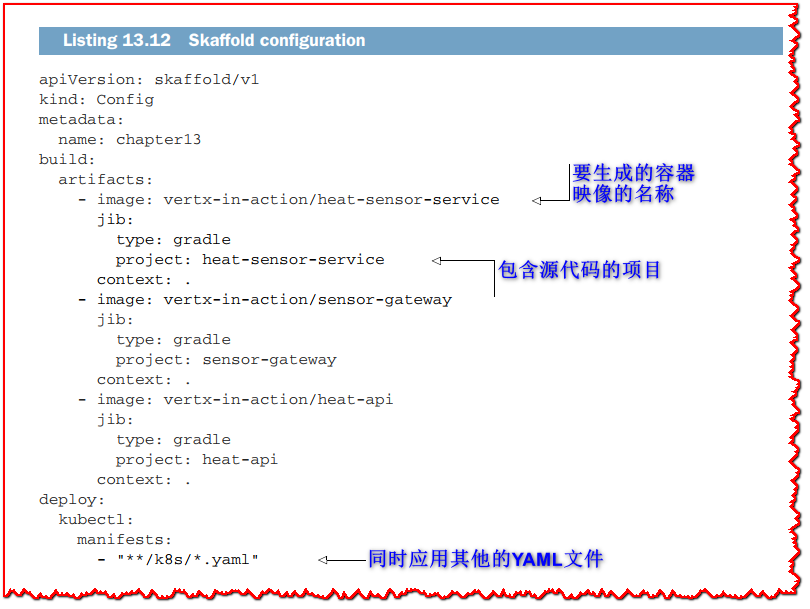 Listing 13.12 Skaffold configuration
apiVersion: skaffold/v1
kind: Config
metadata:
  name: chapter13
build:
  artifacts:
    - image: vertx-in-action/heat-sensor-service
要生成的容器
映像的名称
      jib:
        type: gradle
        project: heat-sensor-service
包含源代码的项目
      context: .
    - image: vertx-in-action/sensor-gateway
      jib:
        type: gradle
        project: sensor-gateway
      context: .
    - image: vertx-in-action/heat-api
      jib:
        type: gradle
        project: heat-api
      context: .
deploy:
  kubectl:
    manifests:
      - "**/k8s/*.yaml"
同时应用其他的YAML文件